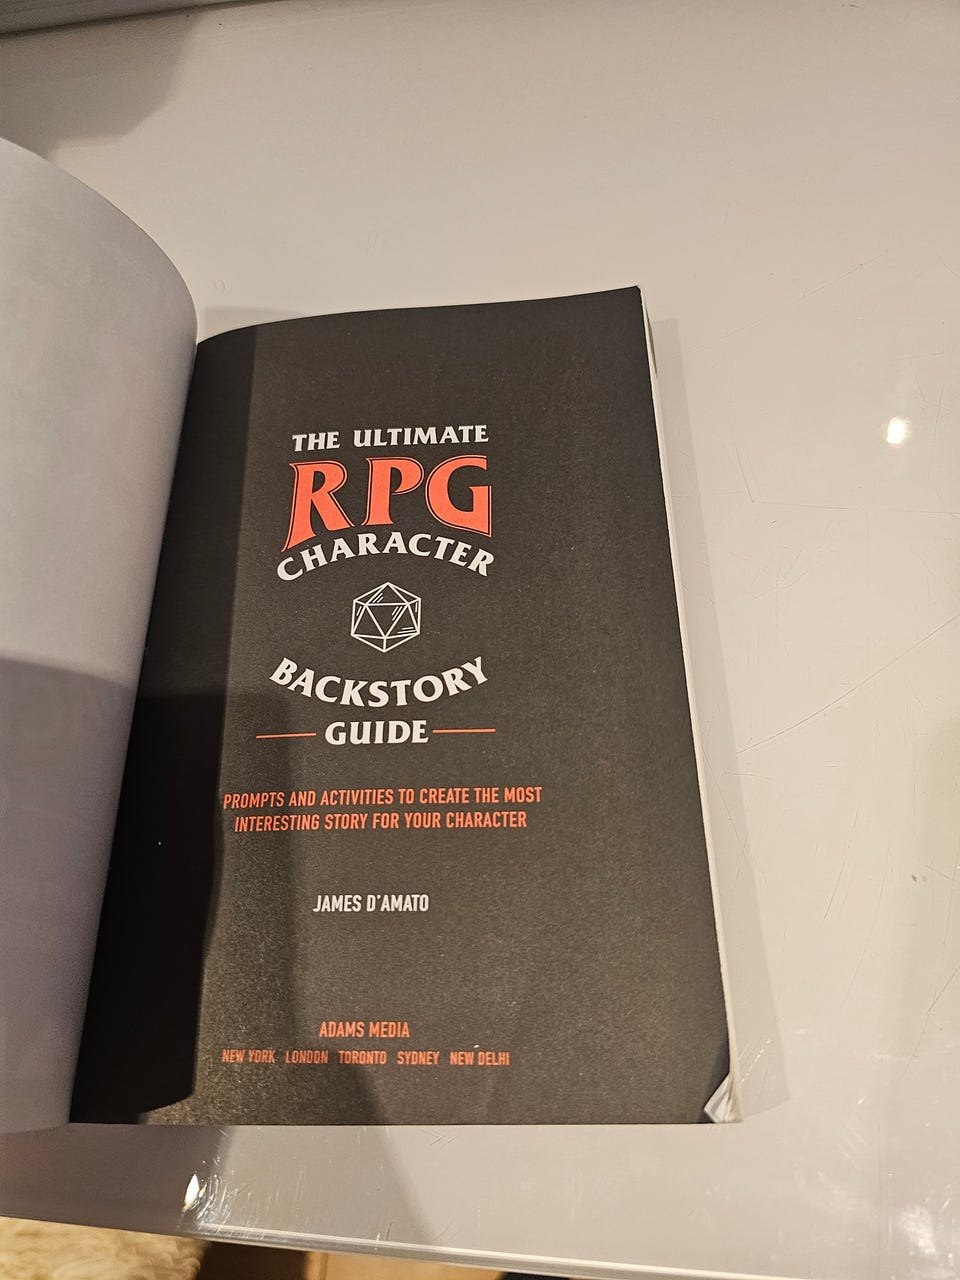 THE ULTIMATE
RPG
CHARACTER
BACKSTORY
GUIDE
PROMPTS AND ACTIVITIES TO CREATE THE MOST
INTERESTING STORY FOR YOUR CHARACTER
JAMES D'AMATO
ADAMS MEDIA
NEW YORK LONDON TORONTO SYDNEY NEW DELHI